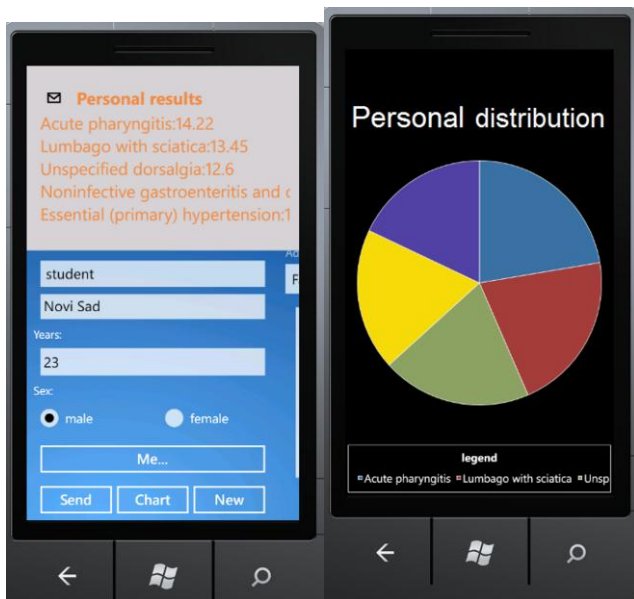 Personal results
Acute pharyngitis:14.22
Lumbago with sciatica:13.45
Unspecified dorsalgia:12.6
Noninfective gastroenteritis and
Essential (primary) hypertension:1
student
Novi Sad
Years:
23
Sex:
male female
Me...
Send Chart New
Personal distribution
legend
Acute pharyngitis Lumbago with sciatica Unsp